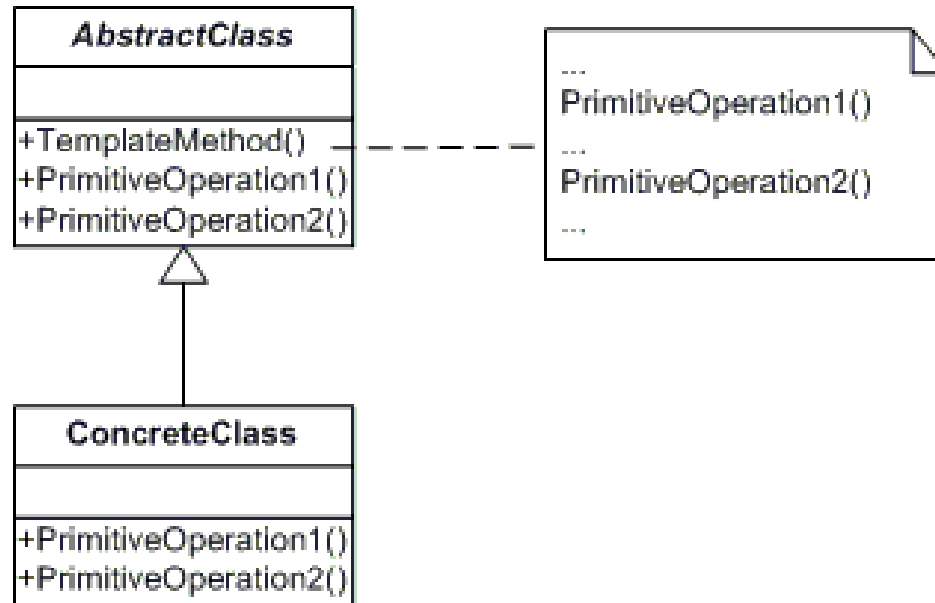 AbstractClass
+TemplateMethod()
+PrimitiveOperation1()
+PrimitiveOperation2()
...
PrimitiveOperation1()
...
PrimitiveOperation2()
...
ConcreteClass
+PrimitiveOperation1()
+PrimitiveOperation2()